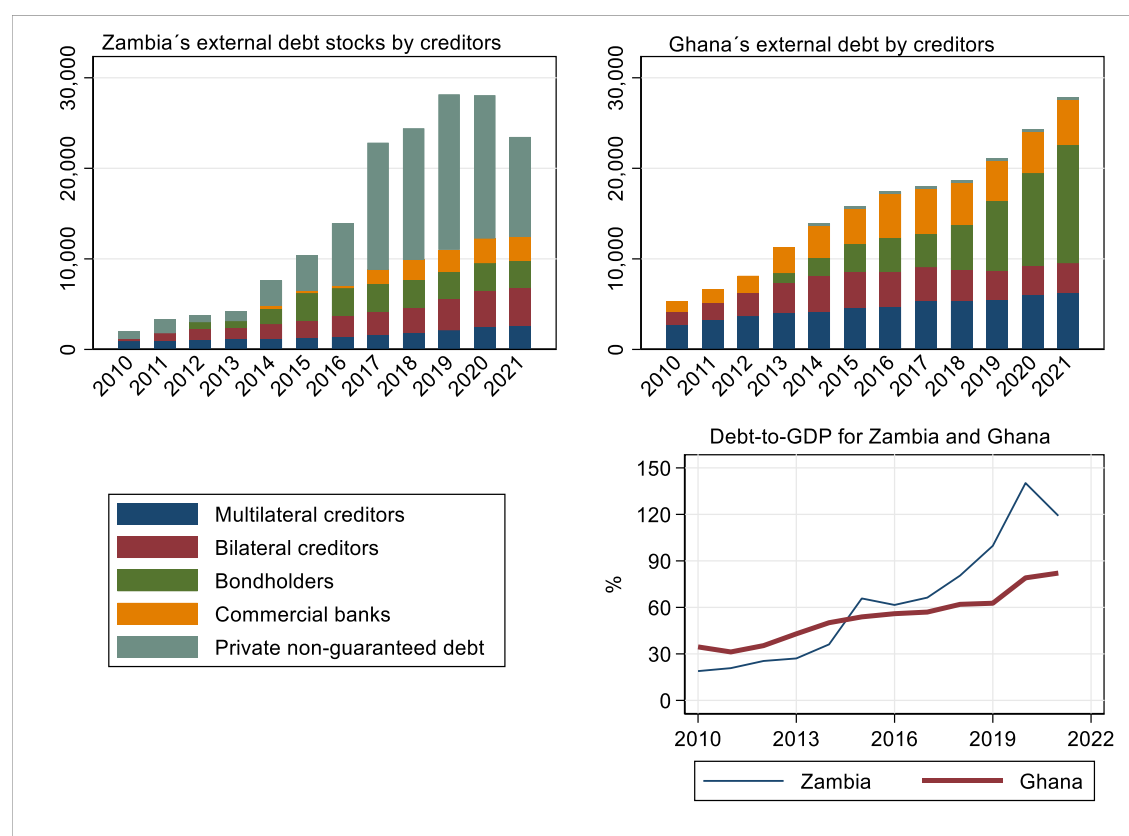 Zambia´s external debt stocks by creditors
30,000
20,000
10,000
0
2010 2011 2012 2013 2014 2015 2016 2017 2018 2019 2020 2021
Ghana´s external debt by creditors
30,000
20,000
10,000
0
2010 2011 2012 2013 2014 2015 2016 2017 2018 2019 2020 2021
Multilateral creditors
Bilateral creditors
Bondholders
Commercial banks
Private non-guaranteed debt
Debt-to-GDP for Zambia and Ghana
%
150
120
90
60
30
0
2010 2013 2016 2019 2022
Zambia Ghana